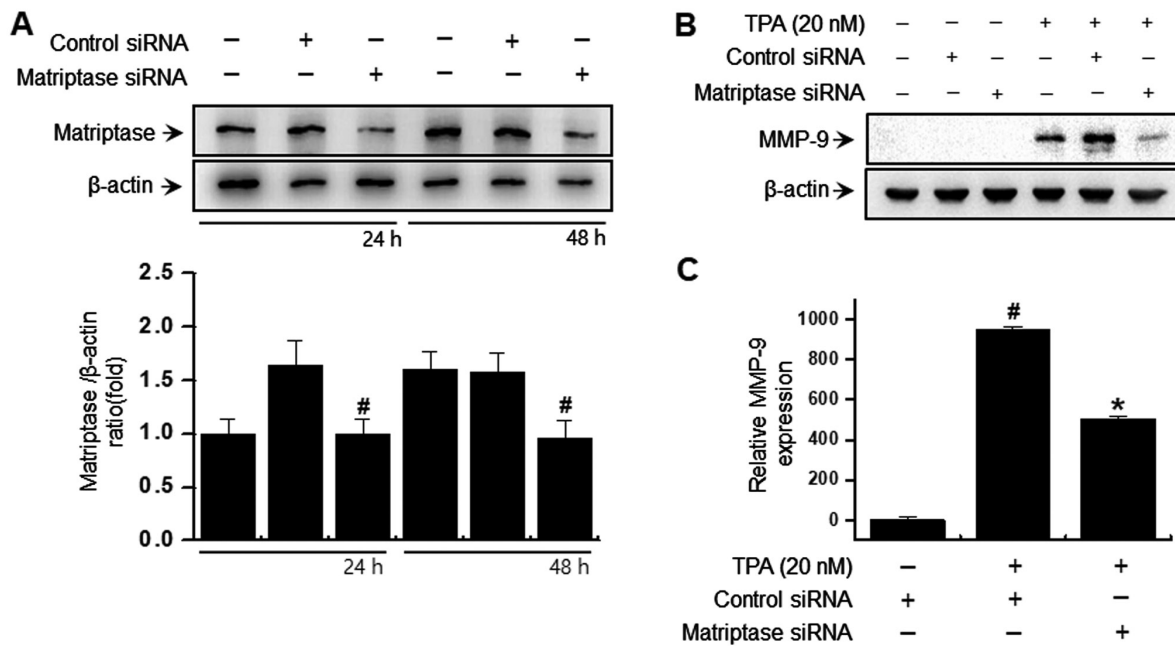 A
Control siRNA – + – – + –
Matriptase siRNA – – + – – +
Matriptase
β-actin
24 h 48 h
2.5
2.0
1.5
1.0
0.5
0.0
Matriptase /β-actin
ratio(fold)
# #
24 h 48 h
B
TPA (20 nM) – – – + + +
Control siRNA – + – – + –
Matriptase siRNA – – + – – +
MMP-9
β-actin
C
1000
800
600
400
200
0
Relative MMP-9
expression
#
*
TPA (20 nM) – + +
Control siRNA + + –
Matriptase siRNA – – +